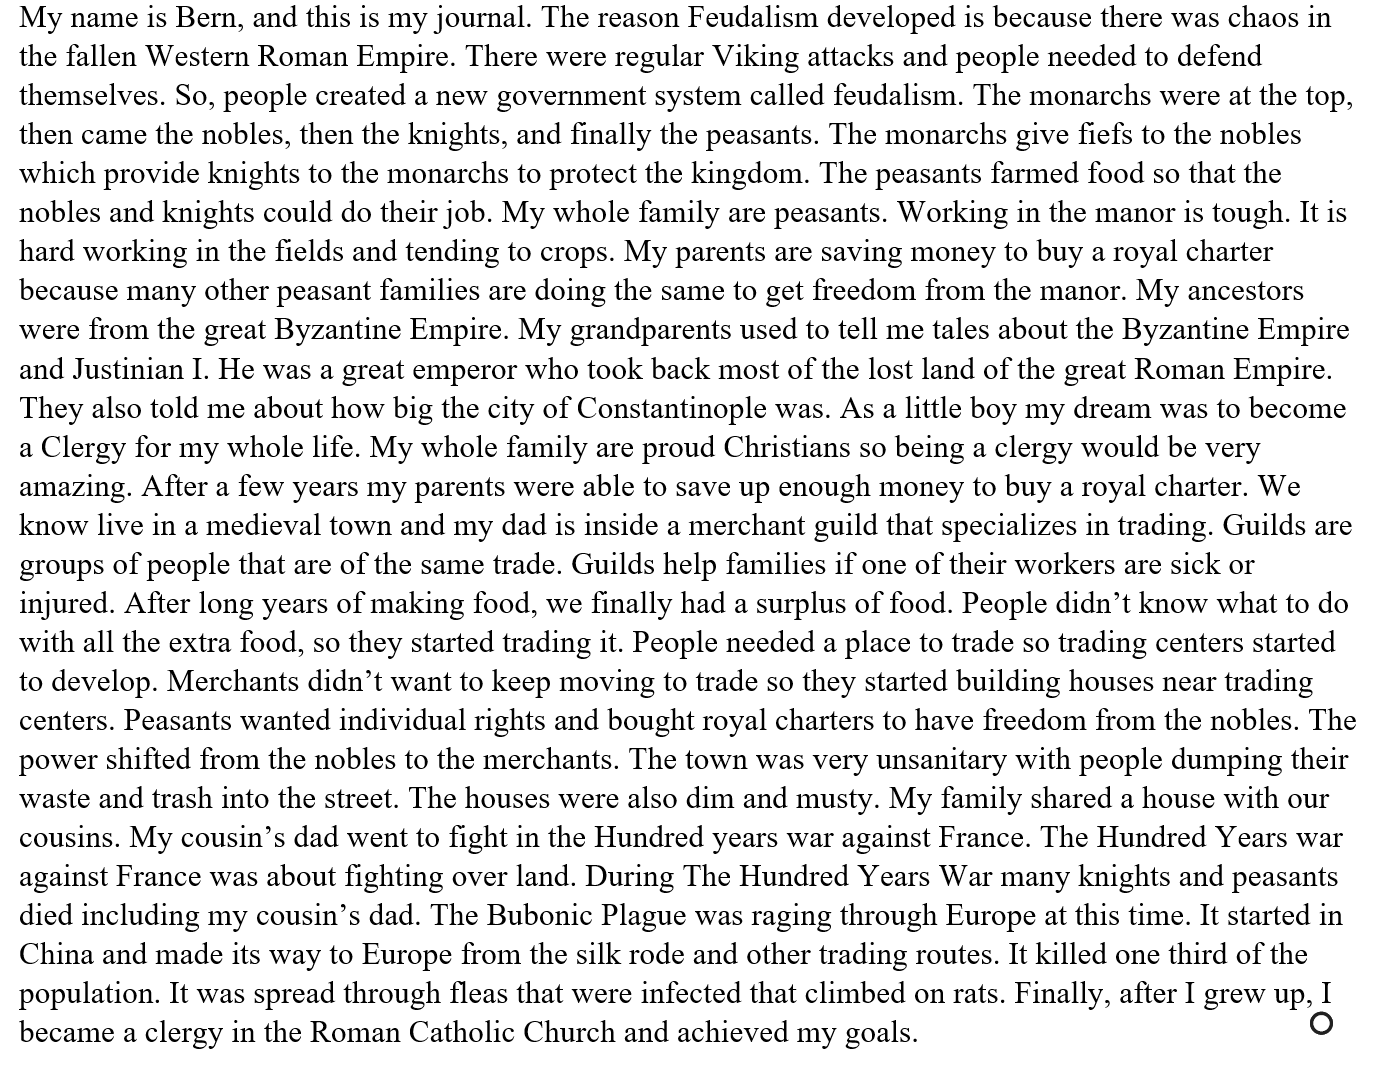 My name is Bern, and this is my journal. The reason Feudalism developed is because there was chaos in
the fallen Western Roman Empire. There were regular Viking attacks and people needed to defend
themselves. So, people created a new government system called feudalism. The monarchs were at the top,
then came the nobles, then the knights, and finally the peasants. The monarchs give fiefs to the nobles
which provide knights to the monarchs to protect the kingdom. The peasants farmed food so that the
nobles and knights could do their job. My whole family are peasants. Working in the manor is tough. It is
hard working in the fields and tending to crops. My parents are saving money to buy a royal charter
because many other peasant families are doing the same to get freedom from the manor. My ancestors
were from the great Byzantine Empire. My grandparents used to tell me tales about the Byzantine Empire
and Justinian I. He was a great emperor who took back most of the lost land of the great Roman Empire.
They also told me about how big the city of Constantinople was. As a little boy my dream was to become
a Clergy for my whole life. My whole family are proud Christians so being a clergy would be very
amazing. After a few years my parents were able to save up enough money to buy a royal charter. We
know live in a medieval town and my dad is inside a merchant guild that specializes in trading. Guilds are
groups of people that are of the same trade. Guilds help families if one of their workers are sick or
injured. After long years of making food, we finally had a surplus of food. People didn’t know what to do
with all the extra food, so they started trading it. People needed a place to trade so trading centers started
to develop. Merchants didn’t want to keep moving to trade so they started building houses near trading
centers. Peasants wanted individual rights and bought royal charters to have freedom from the nobles. The
power shifted from the nobles to the merchants. The town was very unsanitary with people dumping their
waste and trash into the street. The houses were also dim and musty. My family shared a house with our
cousins. My cousin’s dad went to fight in the Hundred years war against France. The Hundred Years war
against France was about fighting over land. During The Hundred Years War many knights and peasants
died including my cousin’s dad. The Bubonic Plague was raging through Europe at this time. It started in
China and made its way to Europe from the silk rode and other trading routes. It killed one third of the
population. It was spread through fleas that were infected that climbed on rats. Finally, after I grew up, I
became a clergy in the Roman Catholic Church and achieved my goals.